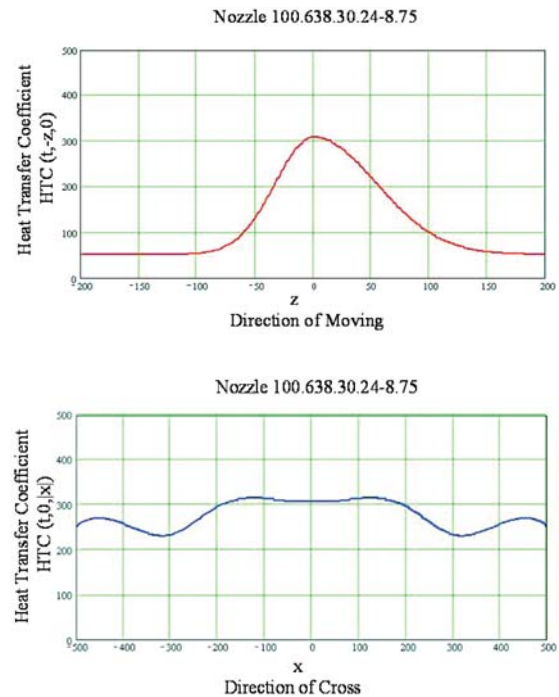 Nozzle 100.638.30.24-8.75
Heat Transfer Coefficient
HTC (t,-z,0)
500
400
300
200
100
0
-200 -150 -100 -50 0 50 100 150 200
z
Direction of Moving
Nozzle 100.638.30.24-8.75
Heat Transfer Coefficient
HTC (t,0,|x|)
500
400
300
200
100
0
-500 -400 -300 -200 -100 0 100 200 300 400 500
x
Direction of Cross